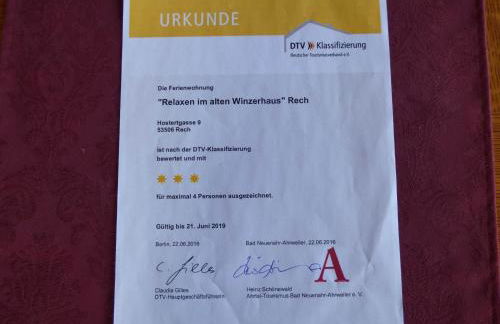 URKUNDE
DTV Klassifizierung
Deutscher Tourismusverband e.V.
Die Ferienwohnung
"Relaxen im alten Winzerhaus" Rech
Hostertgasse 9
53506 Rech
ist nach der DTV-Klassifizierung
bewertet und mit
für maximal 4 Personen ausgezeichnet.
Gültig bis 21. Juni 2019
Berlin, 22.06.2016 Bad Neuenahr-Ahrweiler, 22.06.2016
C. Gilles
A
Claudia Gilles Heinz Schönewald
DTV-Hauptgeschäftsführerin Ahrtal-Tourismus Bad Neuenahr-Ahrweiler e. V.